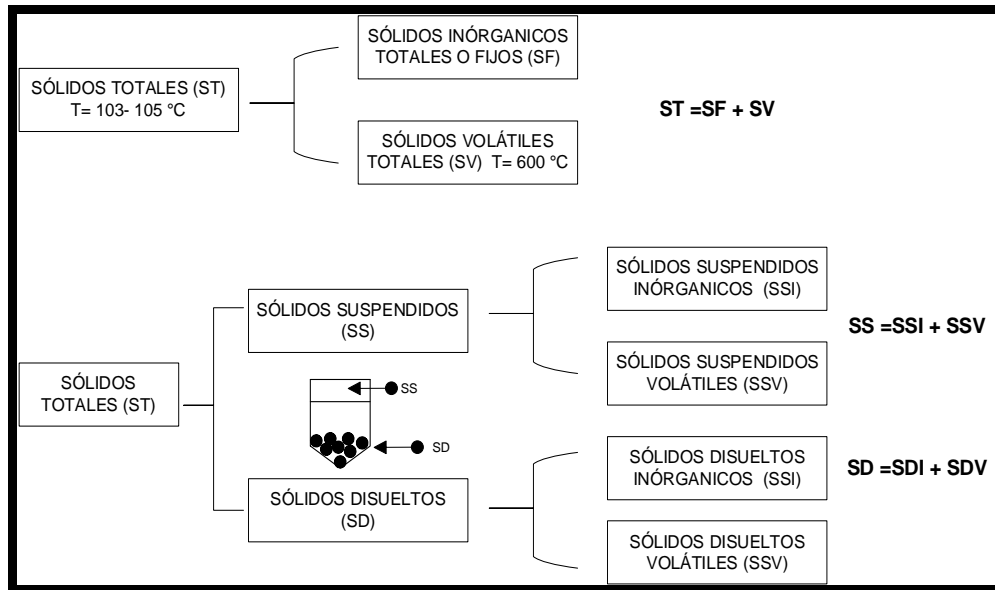 SÓLIDOS INÓRGANICOS
TOTALES O FIJOS (SF)
SÓLIDOS TOTALES (ST)
T= 103- 105 °C
ST =SF + SV
SÓLIDOS VOLÁTILES
TOTALES (SV)  T= 600 °C
SÓLIDOS SUSPENDIDOS
INÓRGANICOS  (SSI)
SÓLIDOS SUSPENDIDOS
(SS)
SS =SSI + SSV
SÓLIDOS SUSPENDIDOS
VOLÁTILES (SSV)
SÓLIDOS
TOTALES (ST)
SS
SD
SÓLIDOS DISUELTOS
INÓRGANICOS  (SSI)
SD =SDI + SDV
SÓLIDOS DISUELTOS
(SD)
SÓLIDOS DISUELTOS
VOLÁTILES (SSV)